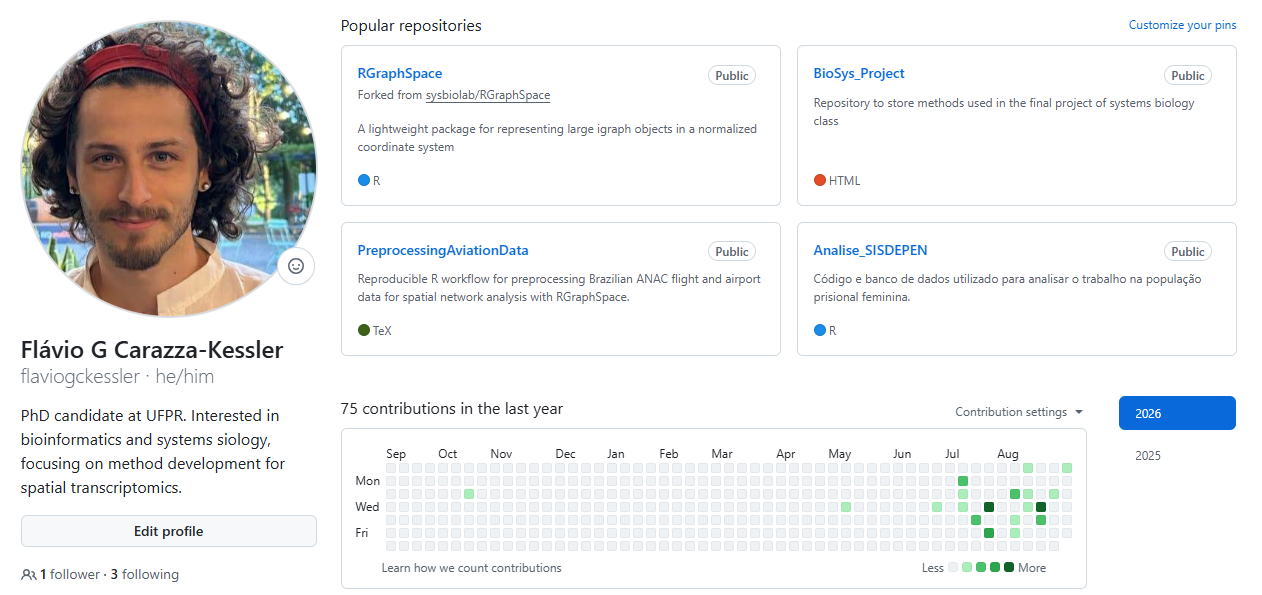 Flávio G Carazza-Kessler
flaviogckessler · he/him
PhD candidate at UFPR. Interested in
bioinformatics and systems siology,
focusing on method development for
spatial transcriptomics.
Edit profile
1 follower · 3 following
Popular repositories
Customize your pins
RGraphSpace
Public
Forked from sysbiolab/RGraphSpace
A lightweight package for representing large igraph objects in a normalized
coordinate system
R
BioSys_Project
Public
Repository to store methods used in the final project of systems biology
class
HTML
PreprocessingAviationData
Public
Reproducible R workflow for preprocessing Brazilian ANAC flight and airport
data for spatial network analysis with RGraphSpace.
TeX
Analise_SISDEPEN
Public
Código e banco de dados utilizado para analisar o trabalho na população
prisional feminina.
R
75 contributions in the last year
Contribution settings
2026
2025
Sep Oct Nov Dec Jan Feb Mar Apr May Jun Jul Aug
Mon
Wed
Fri
Learn how we count contributions
Less More